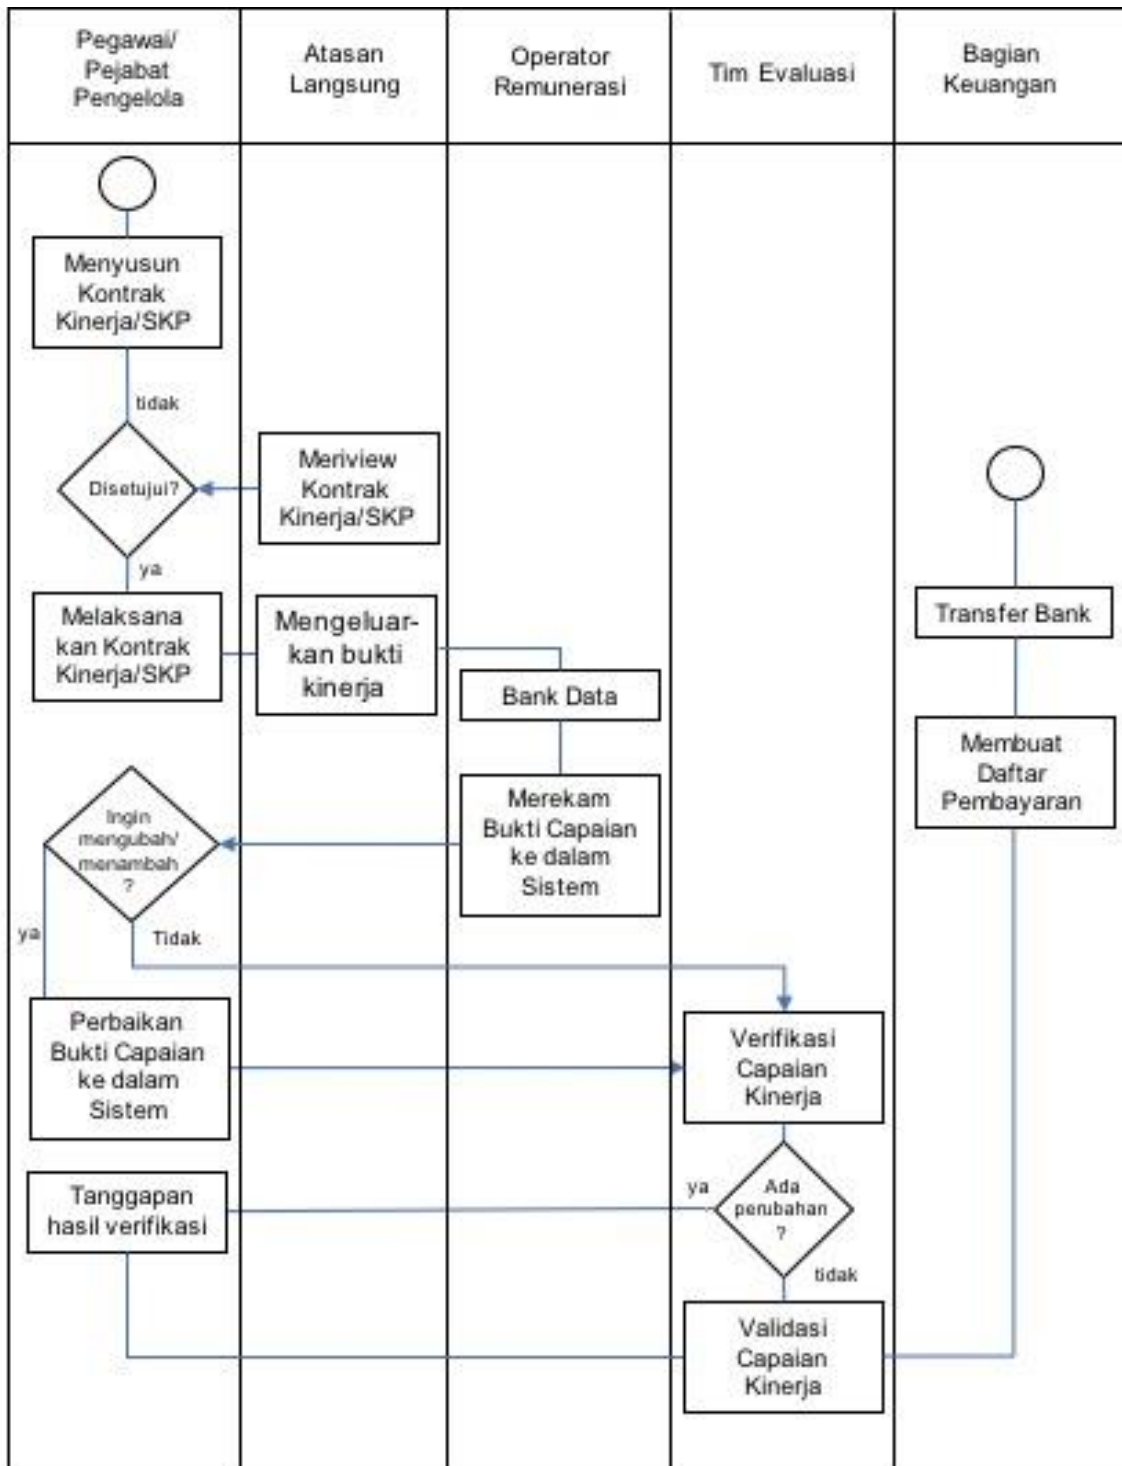 Pegawai/
Pejabat
Pengelola
Atasan
Langsung
Operator
Remunerasi
Tim Evaluasi
Bagian
Keuangan
Menyusun
Kontrak
Kinerja/SKP
tidak
Disetujui?
Meriview
Kontrak
Kinerja/SKP
ya
Melaksana
kan Kontrak
Kinerja/SKP
Mengeluar-
kan bukti
kinerja
Bank Data
Transfer Bank
Membuat
Daftar
Pembayaran
Merekam
Bukti Capaian
ke dalam
Sistem
Ingin
mengubah/
menambah
?
ya
Tidak
Perbaikan
Bukti Capaian
ke dalam
Sistem
Verifikasi
Capaian
Kinerja
Tanggapan
hasil verifikasi
ya
Ada
perubahan
?
tidak
Validasi
Capaian
Kinerja